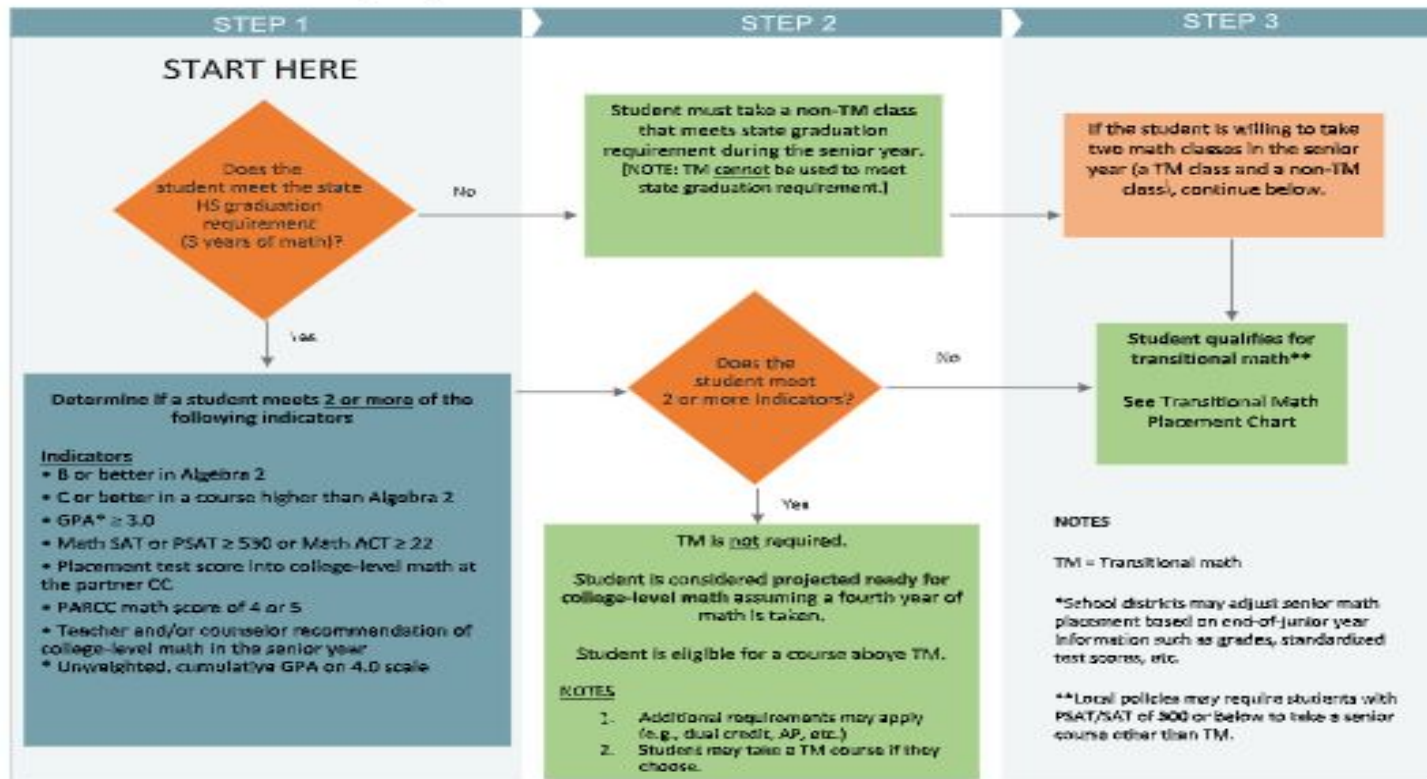 STEP 1
STEP 2
STEP 3
START HERE
Does the
student meet the state
HS graduation
requirement
(3 years of math)?
No
Yes
Student must take a non-TM class
that meets state graduation
requirement during the senior year.
[NOTE: TM cannot be used to meet
state graduation requirement.]
If the student is willing to take
two math classes in the senior
year (a TM class and a non-TM
class), continue below.
Determine if a student meets 2 or more of the
following indicators
Indicators
• B or better in Algebra 2
• C or better in a course higher than Algebra 2
• GPA* ≥ 3.0
• Math SAT or PSAT ≥ 530 or Math ACT ≥ 22
• Placement test score into college-level math at
the partner CC
• PARCC math score of 4 or 5
• Teacher and/or counselor recommendation of
college-level math in the senior year
* Unweighted, cumulative GPA on 4.0 scale
Does the
student meet
2 or more indicators?
No
Yes
Student qualifies for
transitional math**
See Transitional Math
Placement Chart
TM is not required.
Student is considered projected ready for
college-level math assuming a fourth year of
math is taken.
Student is eligible for a course above TM.
NOTES
1. Additional requirements may apply
(e.g., dual credit, AP, etc.)
2. Student may take a TM course if they
choose.
NOTES
TM = Transitional math
*School districts may adjust senior math
placement based on end-of-junior year
information such as grades, standardized
test scores, etc.
**Local policies may require students with
PSAT/SAT of 300 or below to take a senior
course other than TM.